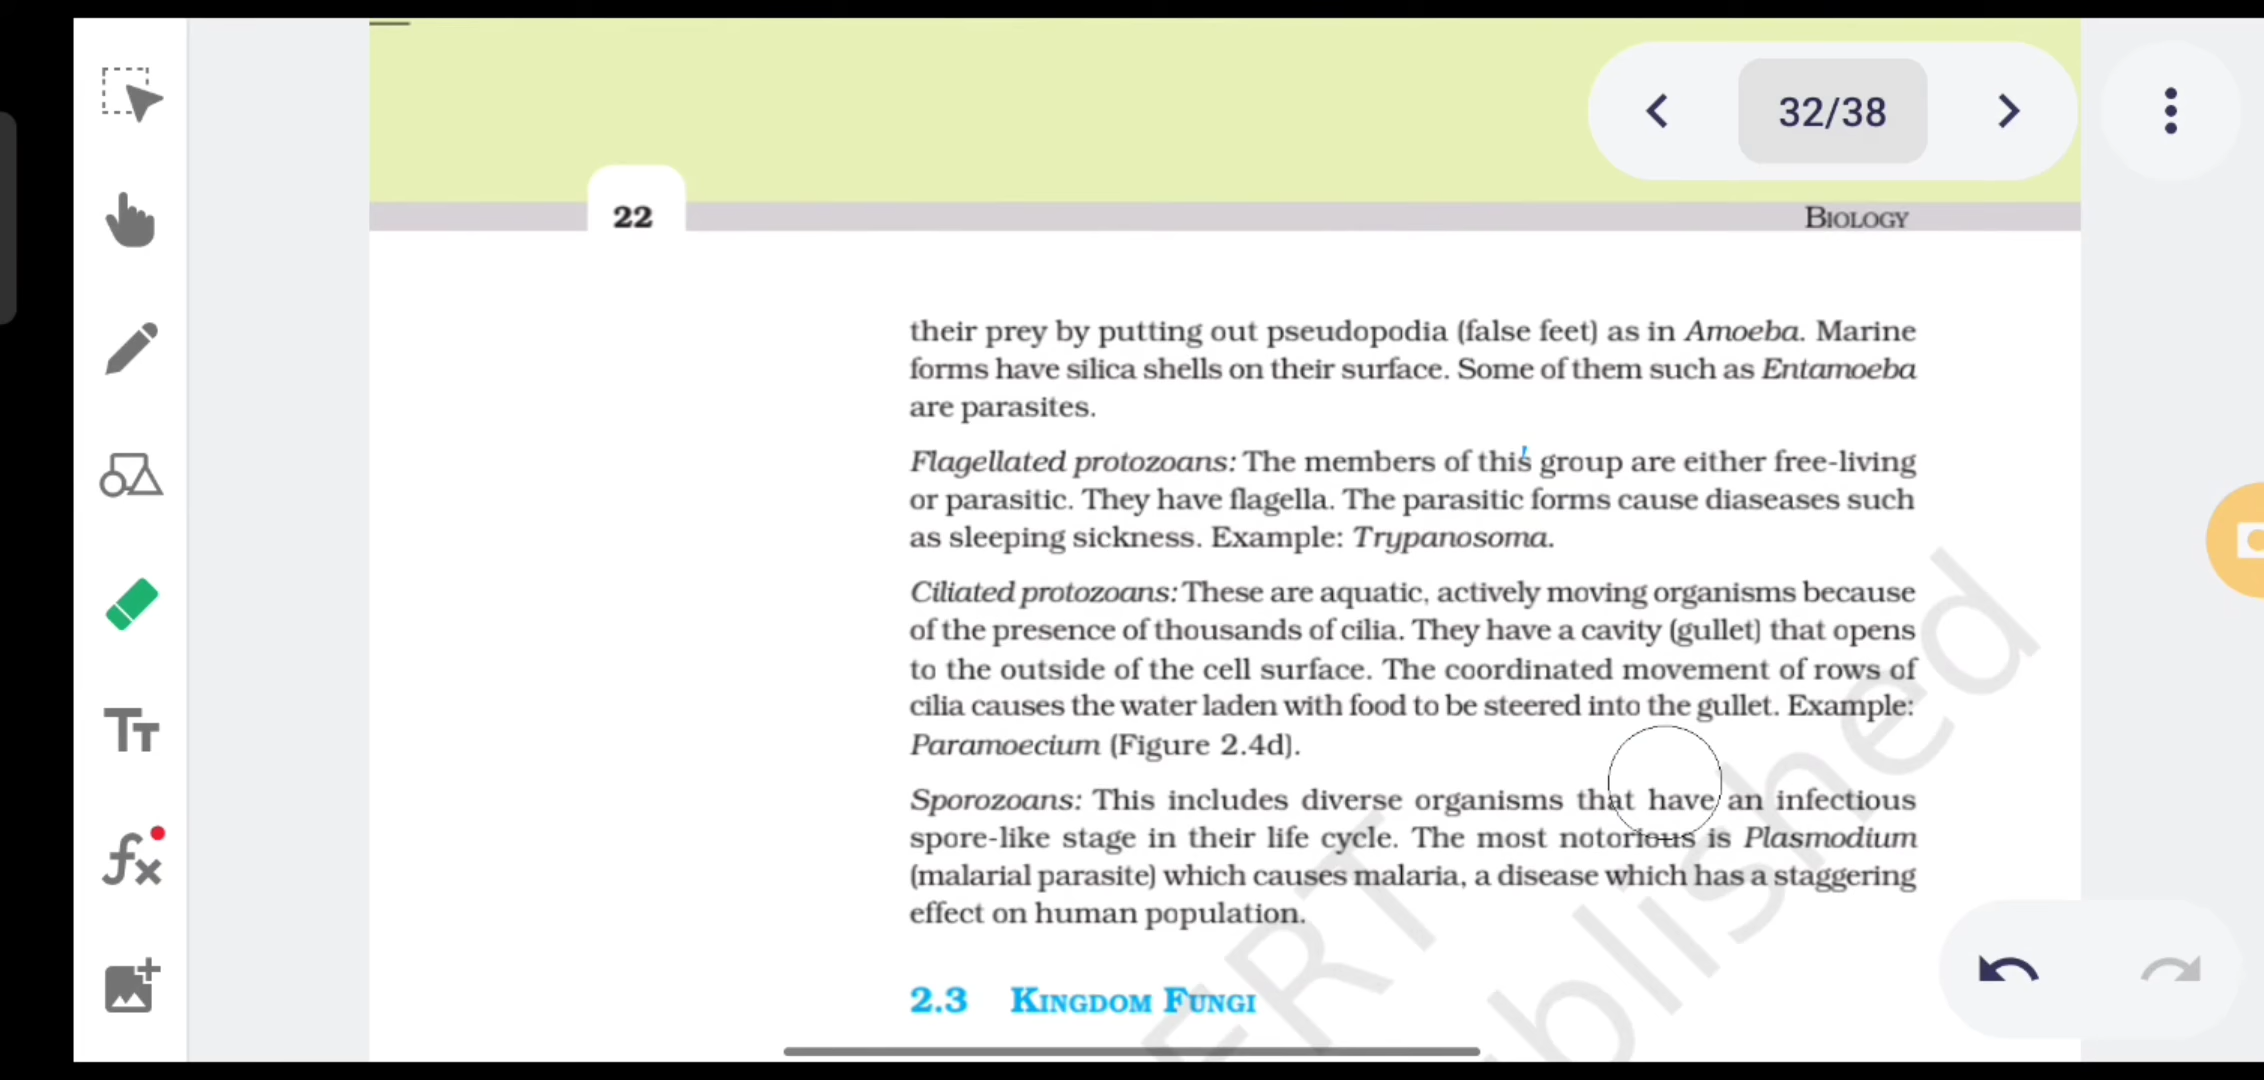 32/38
22
BIOLOGY
their prey by putting out pseudopodia (false feet) as in Amoeba. Marine
forms have silica shells on their surface. Some of them such as Entamoeba
are parasites.
Flagellated protozoans: The members of this group are either free-living
or parasitic. They have flagella. The parasitic forms cause diaseases such
as sleeping sickness. Example: Trypanosoma.
Ciliated protozoans: These are aquatic, actively moving organisms because
of the presence of thousands of cilia. They have a cavity (gullet) that opens
to the outside of the cell surface. The coordinated movement of rows of
cilia causes the water laden with food to be steered into the gullet. Example:
Paramoecium (Figure 2.4d).
Sporozoans: This includes diverse organisms that have an infectious
spore-like stage in their life cycle. The most notorious is Plasmodium
(malarial parasite) which causes malaria, a disease which has a staggering
effect on human population.
2.3 KINGDOM FUNGI
Tт
fx